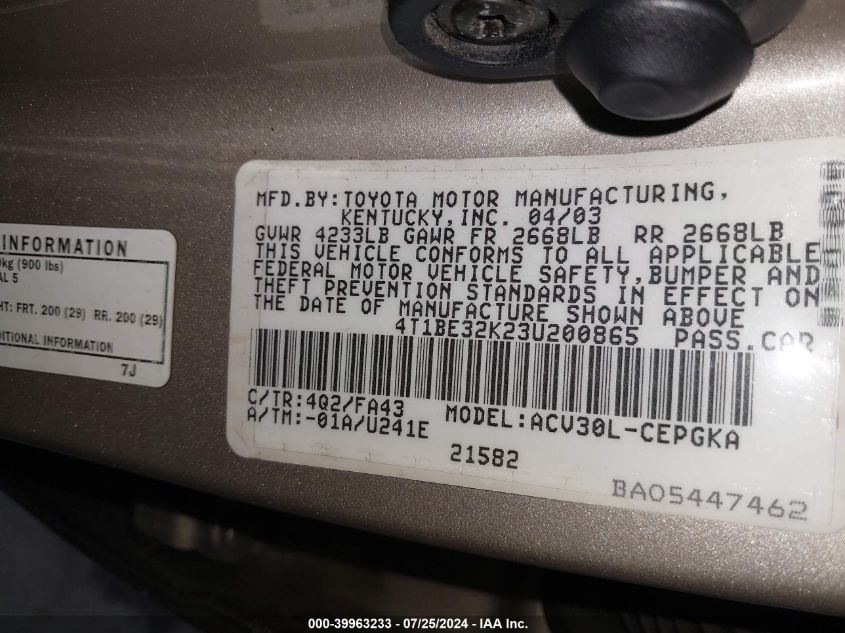 MFD.BY:TOYOTA MOTOR MANUFACTURING,
KENTUCKY,INC. 04/03
GVWR 4233LB GAWR FR 2668LB RR 2668LB
THIS VEHICLE CONFORMS TO ALL APPLICABLE
FEDERAL MOTOR VEHICLE SAFETY,BUMPER AND
THEFT PREVENTION STANDARDS IN EFFECT ON
THE DATE OF MANUFACTURE SHOWN ABOVE
4T1BE32K23U200865 PASS.CAR
C/TR:4Q2/FA43 MODEL:ACV30L-CEPGKA
A/TM:-01A/U241E
21582
BA05447462
INFORMATION
kg (900 lbs)
5
FRT. 200 (29) RR. 200 (29)
INFORMATION
7J
000-39963233 - 07/25/2024 - IAA Inc.